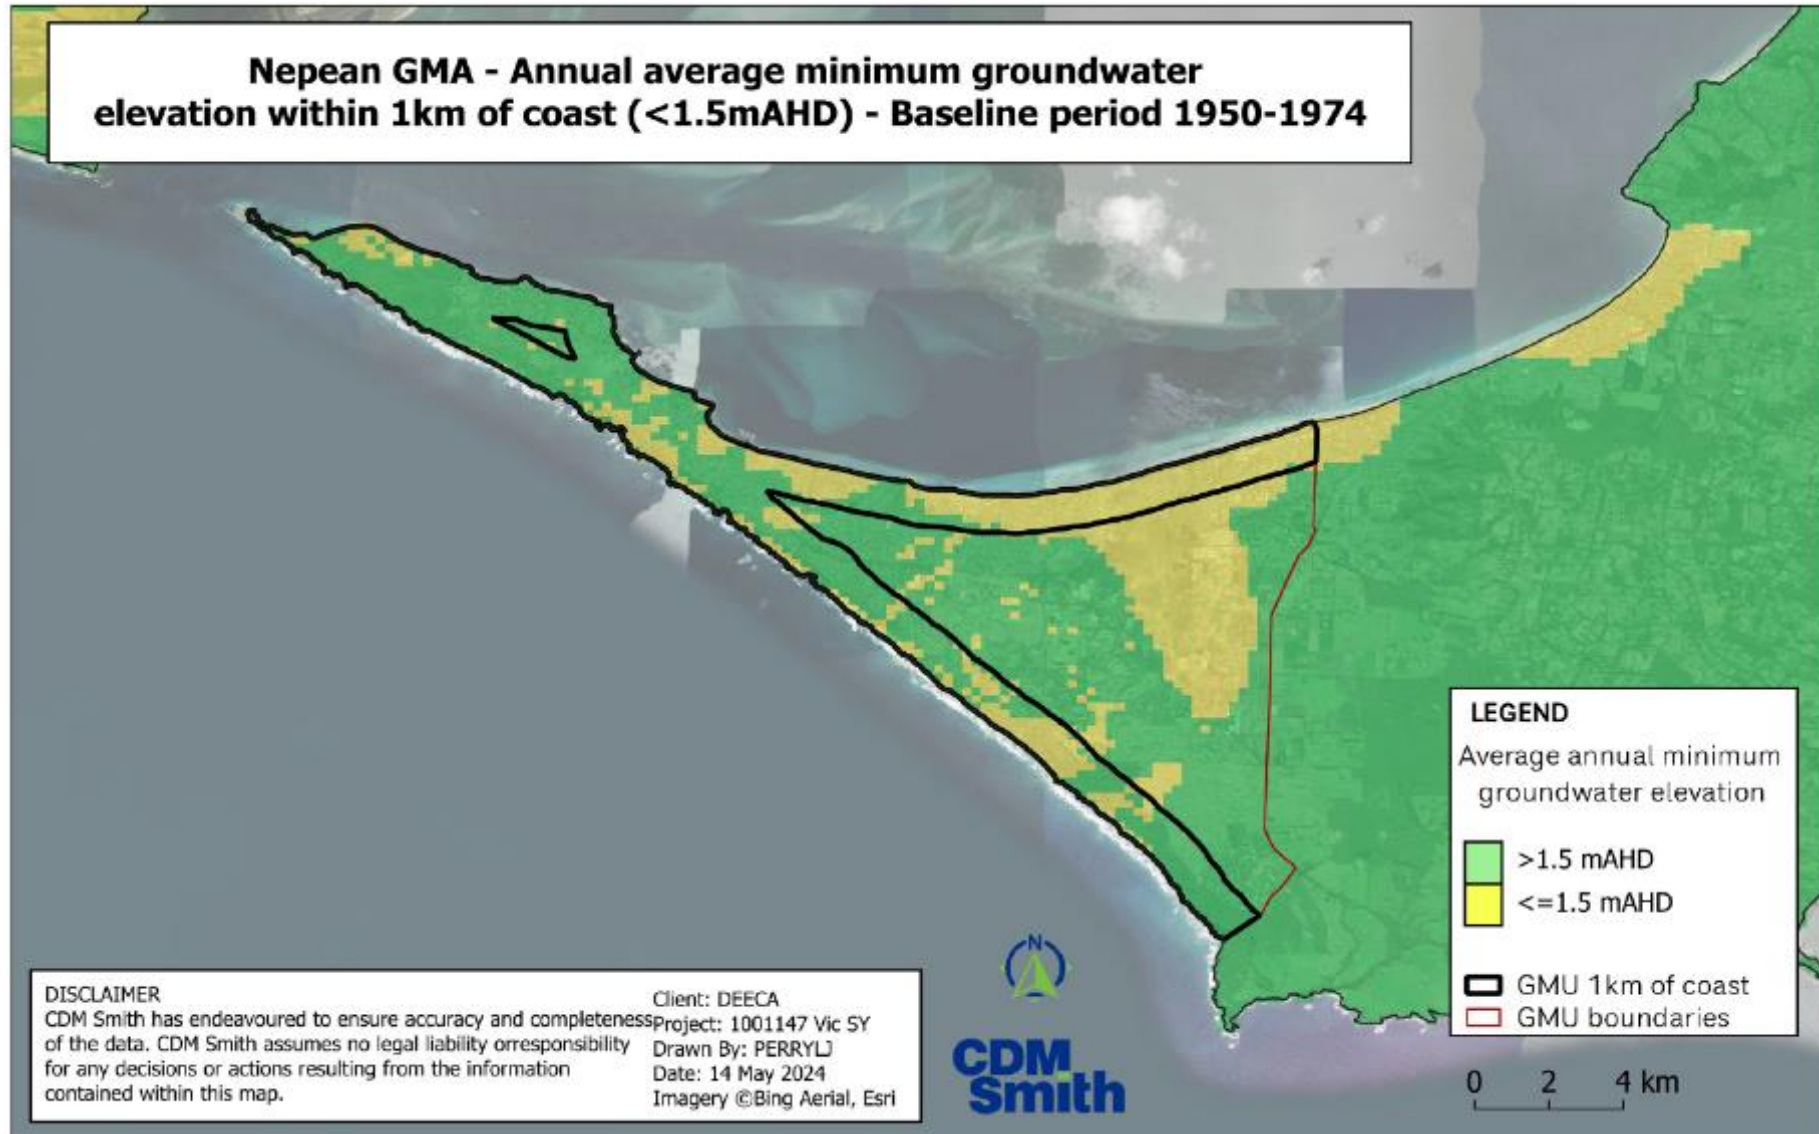 Nepean GMA - Annual average minimum groundwater
elevation within 1km of coast (<1.5mAHD) - Baseline period 1950-1974
LEGEND
Average annual minimum
groundwater elevation
>1.5 mAHD
<=1.5 mAHD
GMU 1km of coast
GMU boundaries
0 2 4 km
N
CDM
Smith
DISCLAIMER
CDM Smith has endeavoured to ensure accuracy and completeness
of the data. CDM Smith assumes no legal liability orresponsibility
for any decisions or actions resulting from the information
contained within this map.
Client: DEECA
Project: 1001147 Vic SY
Drawn By: PERRYLJ
Date: 14 May 2024
Imagery ©Bing Aerial, Esri